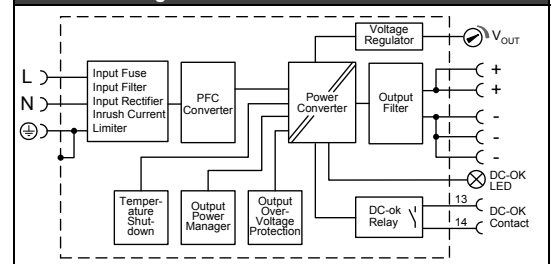 Voltage
Regulator
VOUT
L
N
Input Fuse
Input Filter
Input Rectifier
Inrush Current
Limiter
PFC
Converter
Power
Converter
Output
Filter
+
+
-
-
-
DC-OK
LED
Temper-
ature
Shut-
down
Output
Power
Manager
Output
Over-
Voltage
Protection
DC-ok
Relay
13
14
DC-OK
Contact